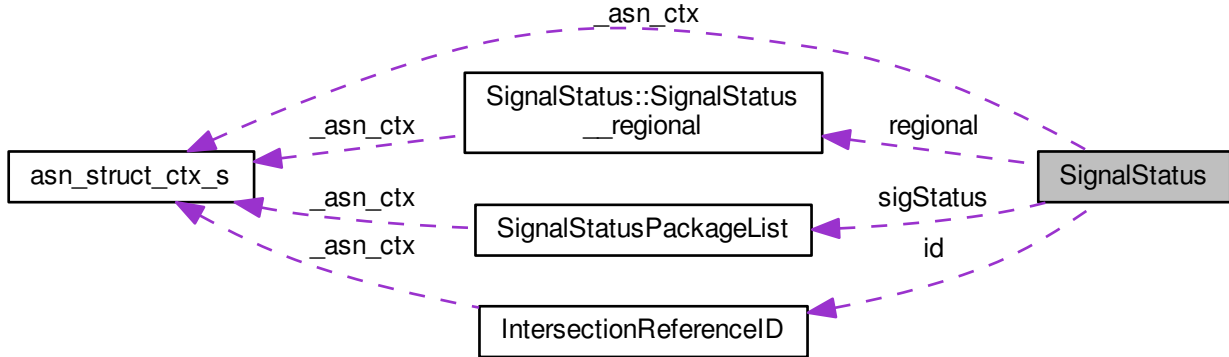 _asn_ctx
SignalStatus::SignalStatus
__regional
_asn_ctx
regional
asn_struct_ctx_s
SignalStatus
_asn_ctx
SignalStatusPackageList
sigStatus
_asn_ctx
id
IntersectionReferenceID